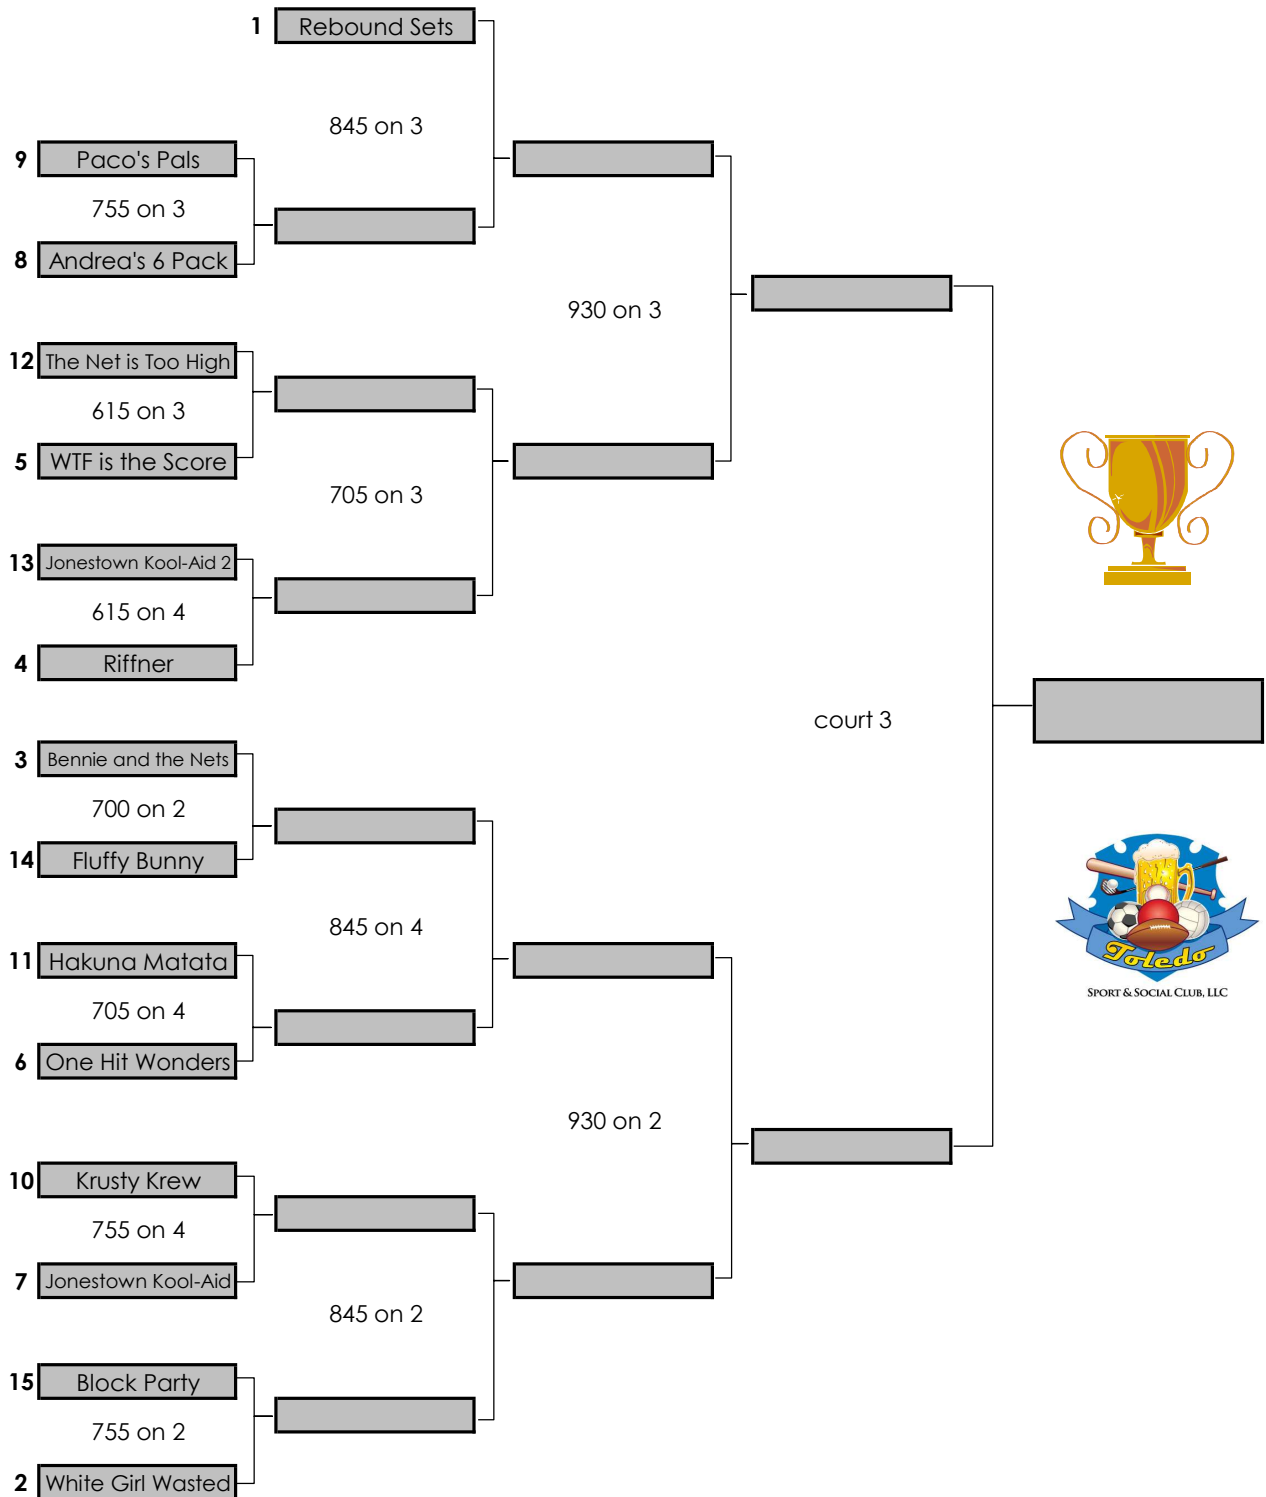 1 Rebound Sets
845 on 3
9 Paco's Pals
755 on 3
8 Andrea's 6 Pack
930 on 3
12 The Net is Too High
615 on 3
5 WTF is the Score
705 on 3
13 Jonestown Kool-Aid 2
615 on 4
4 Riffner
court 3
3 Bennie and the Nets
700 on 2
14 Fluffy Bunny
845 on 4
11 Hakuna Matata
705 on 4
6 One Hit Wonders
Toledo
SPORT & SOCIAL CLUB, LLC
930 on 2
10 Krusty Krew
755 on 4
7 Jonestown Kool-Aid
845 on 2
15 Block Party
755 on 2
2 White Girl Wasted